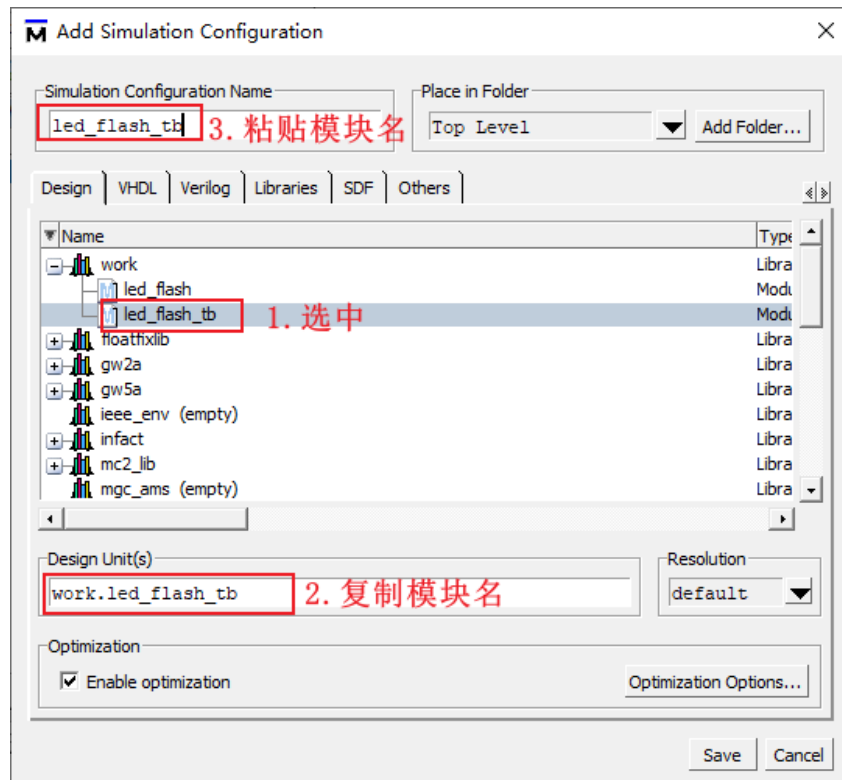 Add Simulation Configuration
Simulation Configuration Name
Place in Folder
led_flash_tb
3.粘贴模块名
Top Level
Add Folder...
Design
VHDL
Verilog
Libraries
SDF
Others
Name
Type
work
Libra
led_flash
Modu
led_flash_tb
1.选中
Modu
floatfixlib
Libra
gw2a
Libra
gw5a
Libra
ieee_env (empty)
Libra
infact
Libra
mc2_lib
Libra
mgc_ams (empty)
Libra
Design Unit(s)
Resolution
work.led_flash_tb
2.复制模块名
default
Optimization
Enable optimization
Optimization Options...
Save
Cancel